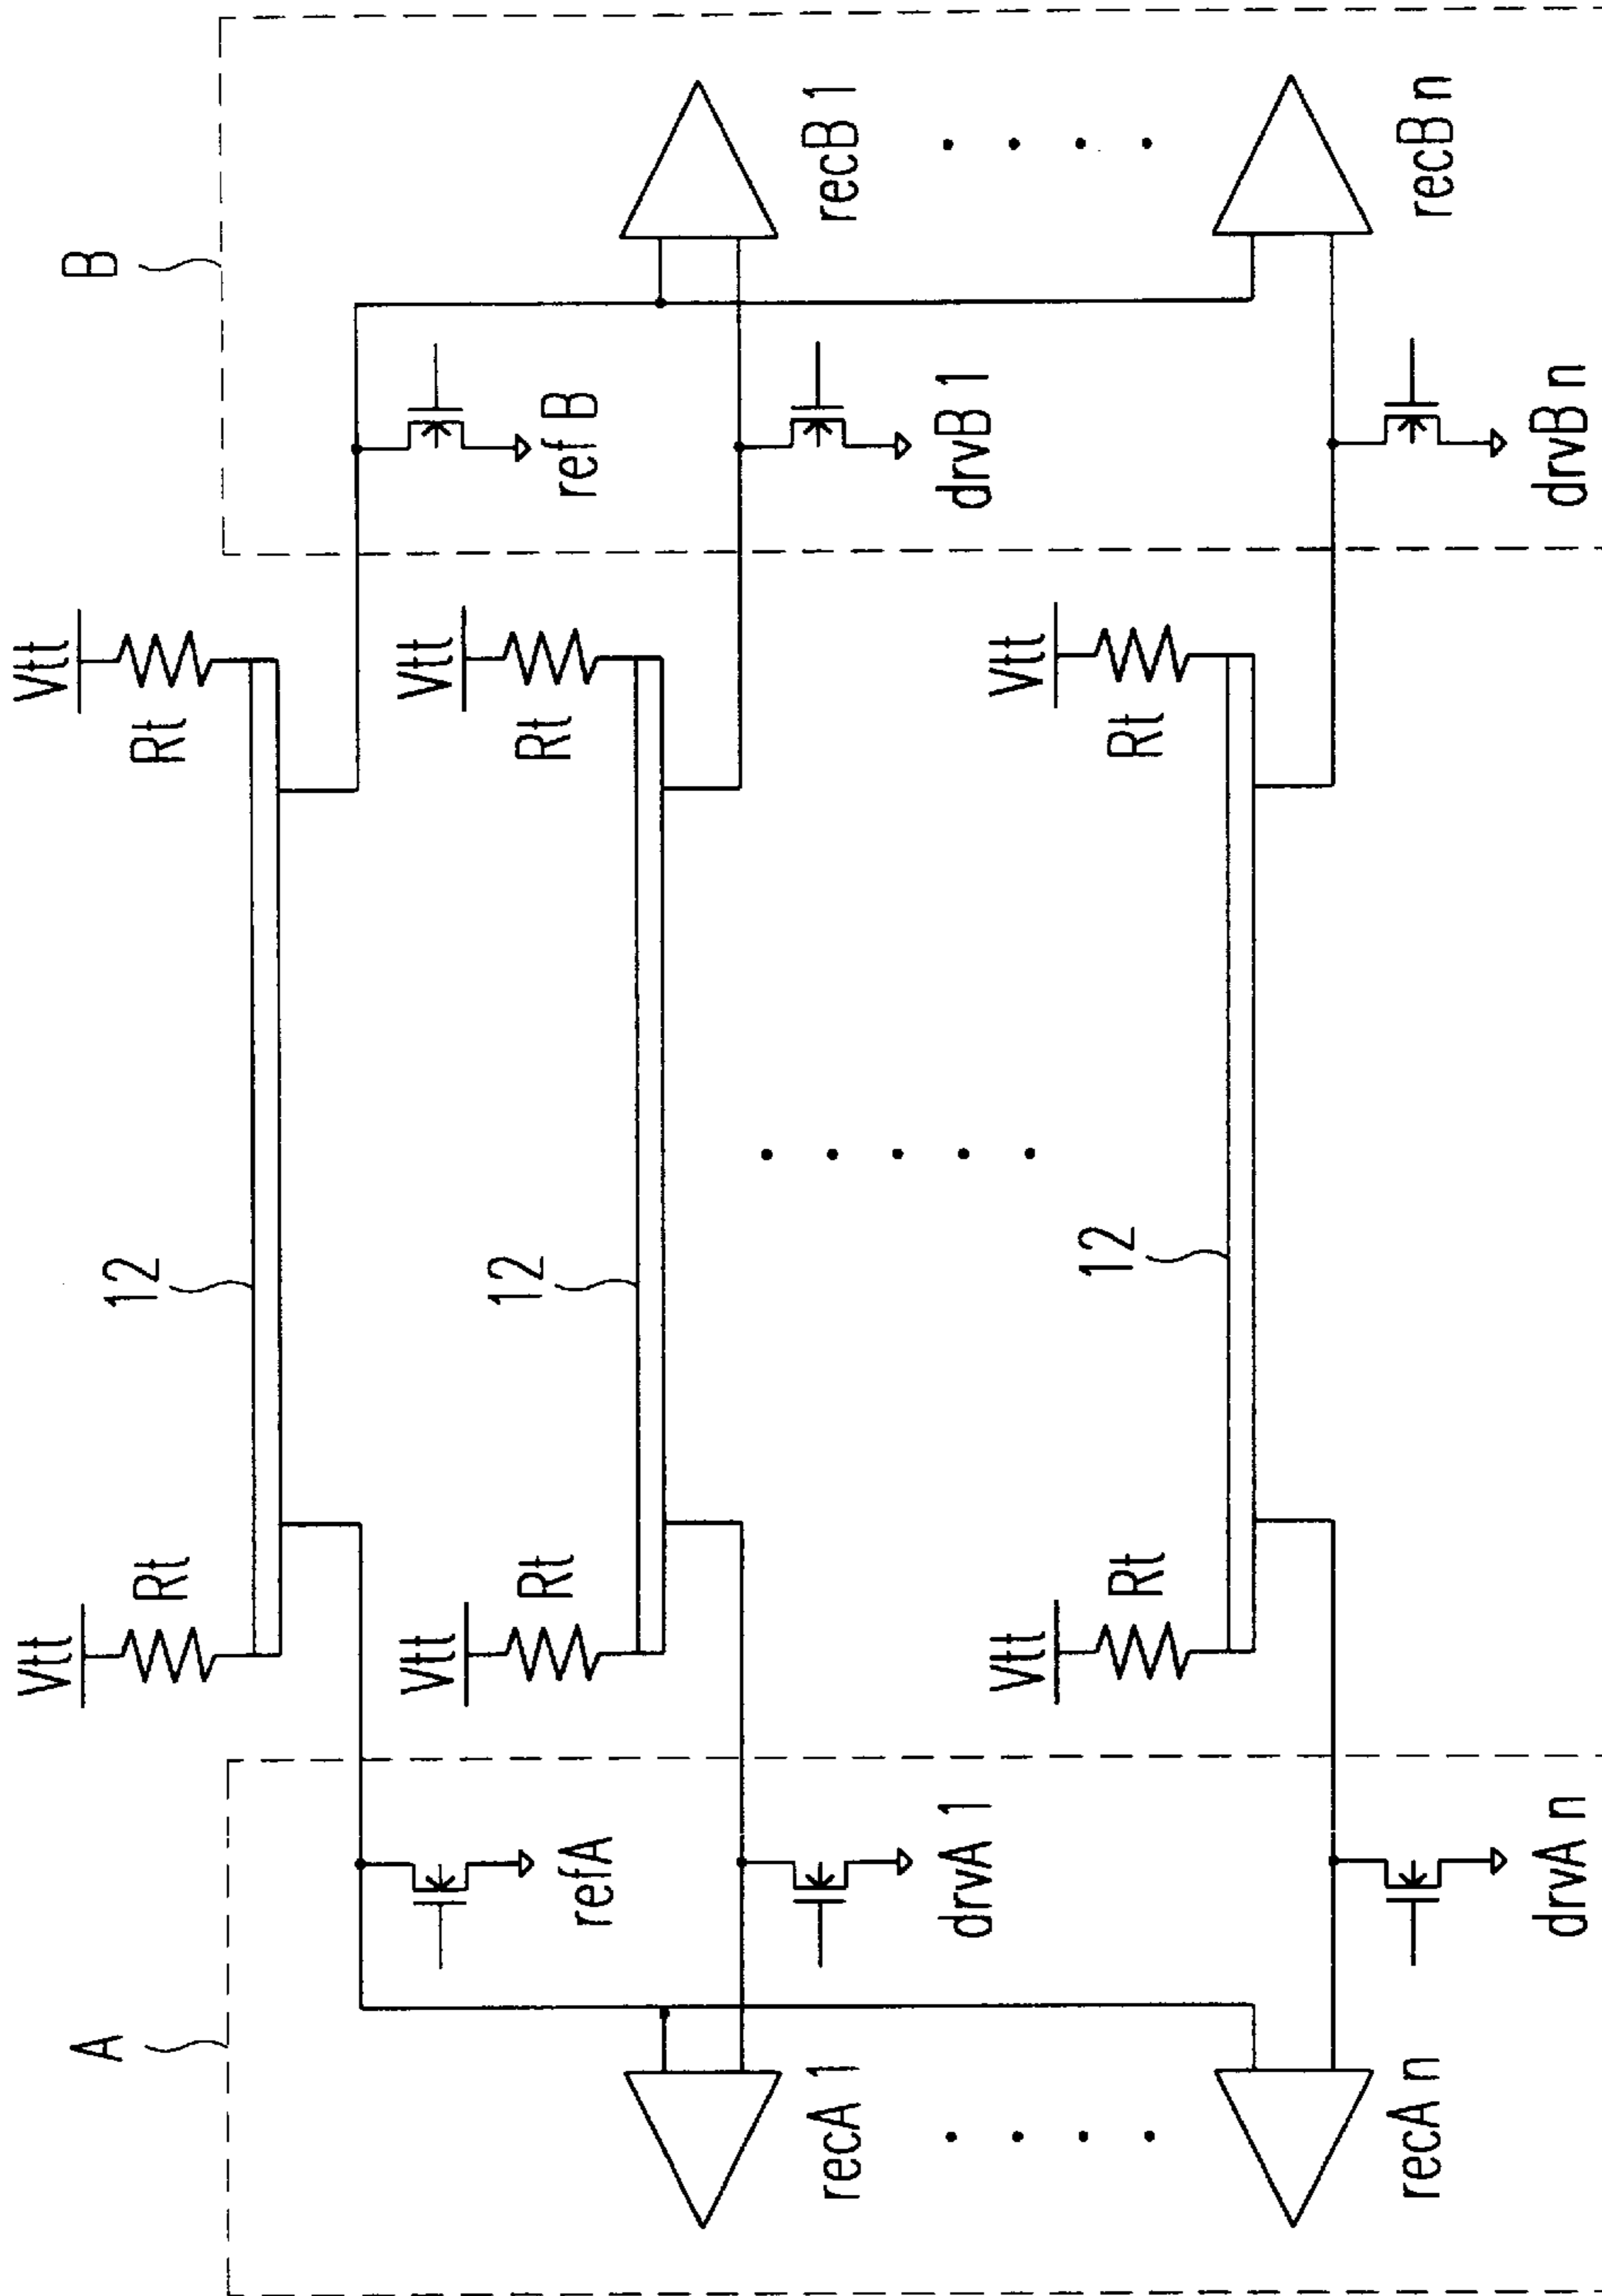 A
B
Vtt
Rt
12
Vtt
Rt
refA
ref B
Vtt
Rt
12
Vtt
Rt
recA 1
drvA 1
drvB 1
recB 1
Vtt
Rt
12
Vtt
Rt
recA n
drvA n
drvB n
recB n